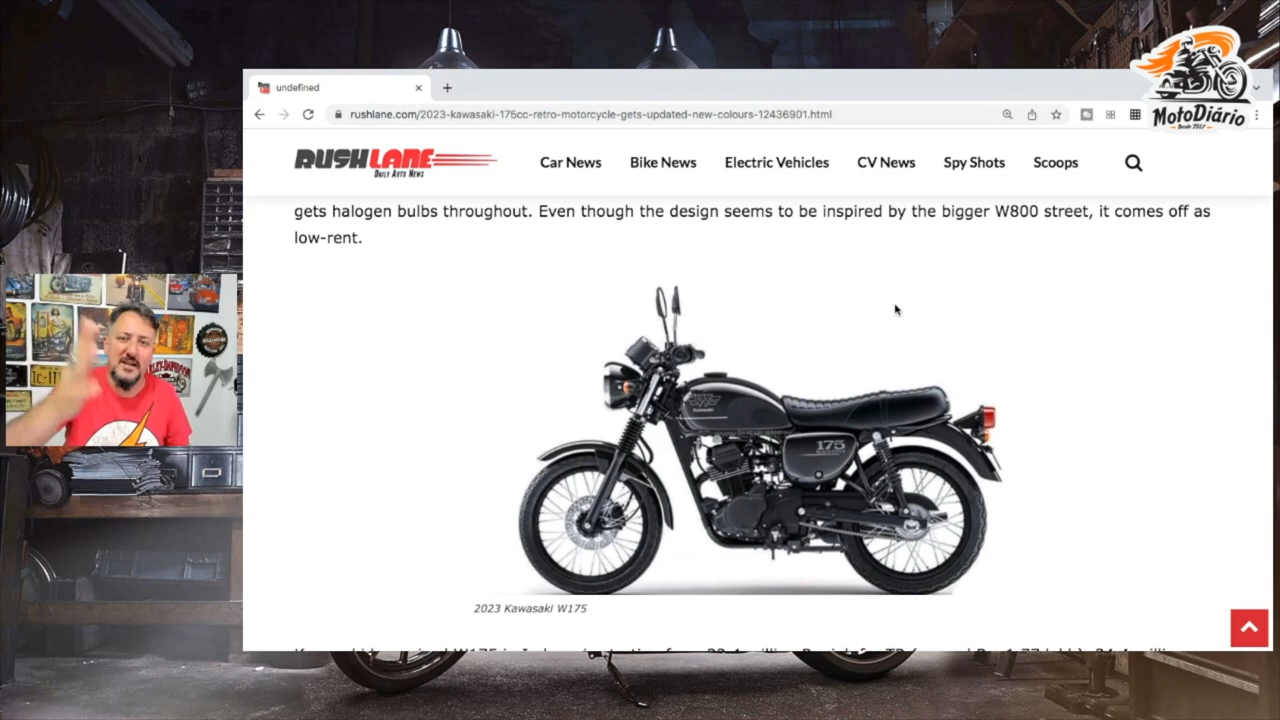 undefined
rushlane.com/2023-kawasaki-175cc-retro-motorcycle-gets-updated-new-colours-12436901.html
MotoDiário
Desde 2017
RUSHLANE
DAILY AUTO NEWS
Car News
Bike News
Electric Vehicles
CV News
Spy Shots
Scoops
gets halogen bulbs throughout. Even though the design seems to be inspired by the bigger W800 street, it comes off as
low-rent.
Kawasaki
175
2023 Kawasaki W175